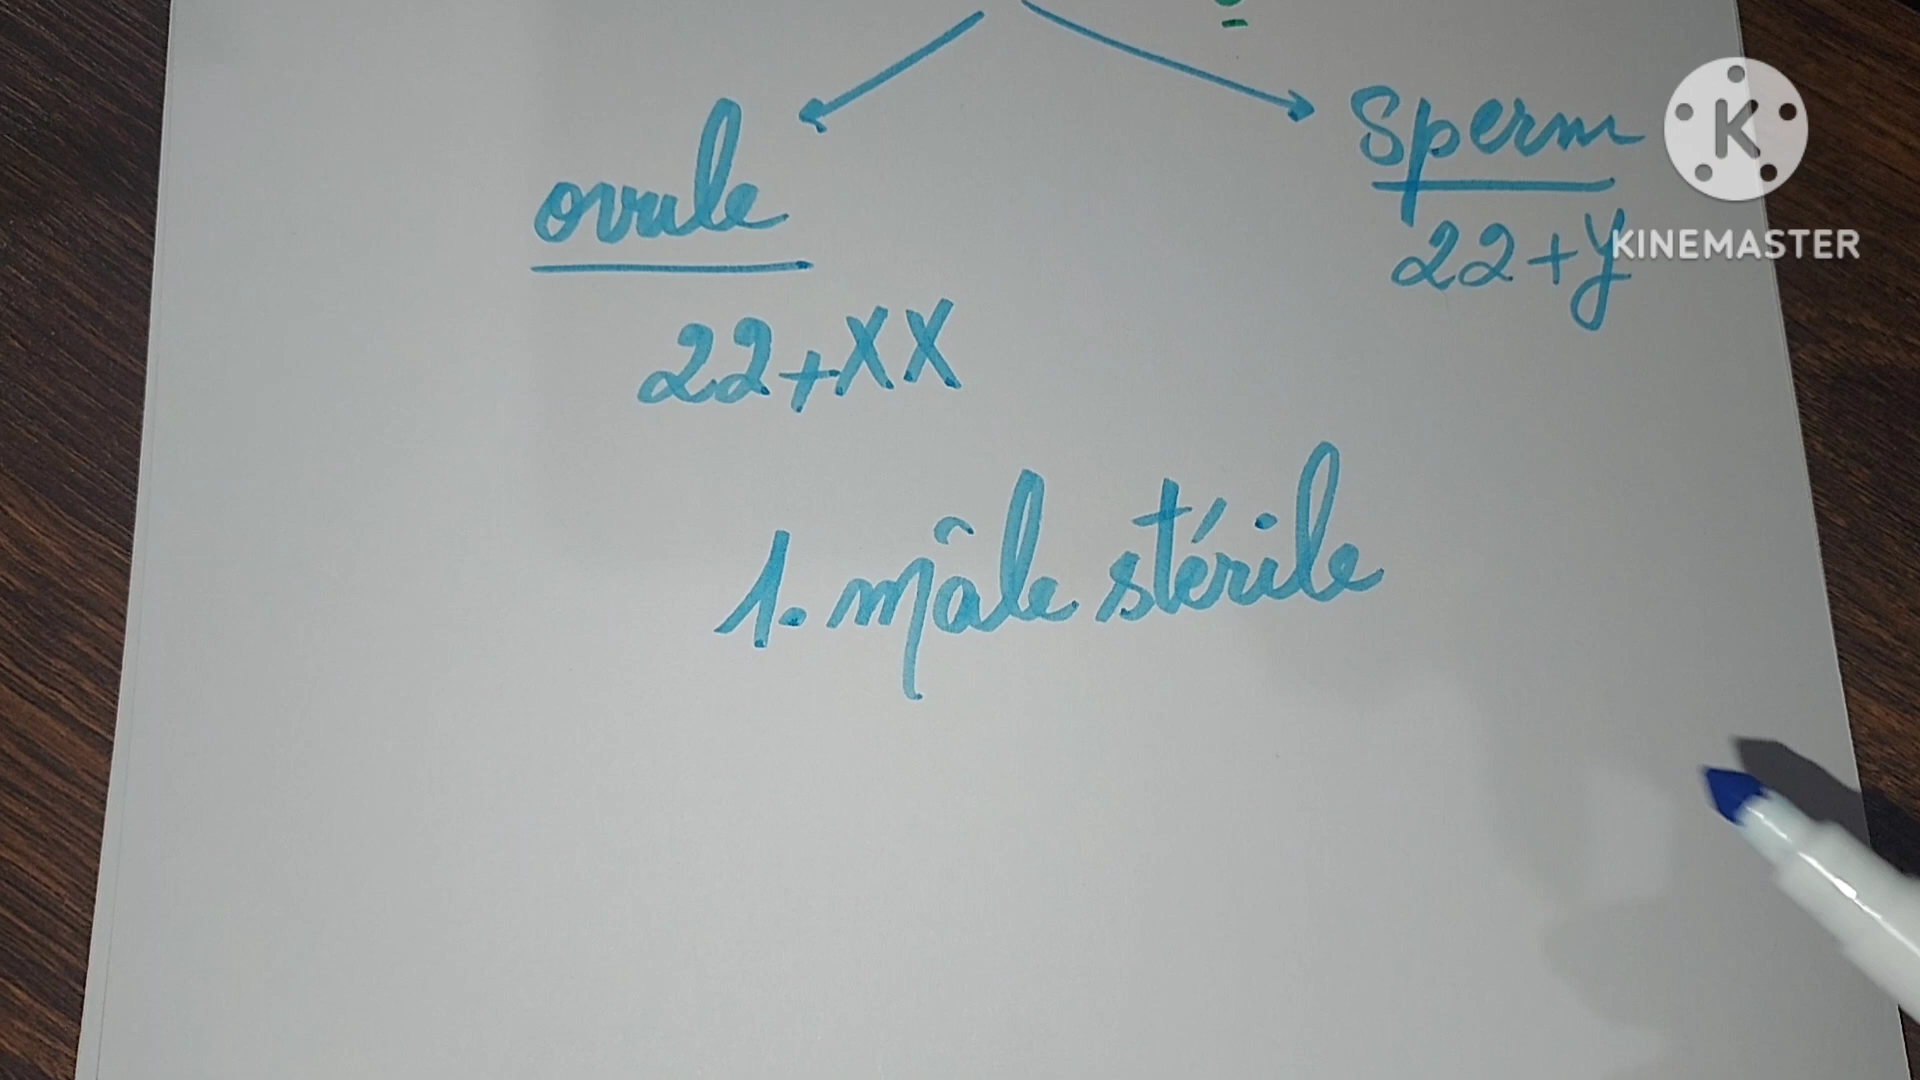 ovule
Sperm
22+XX
22+Y
1. mâle stérile
K
KINEMASTER